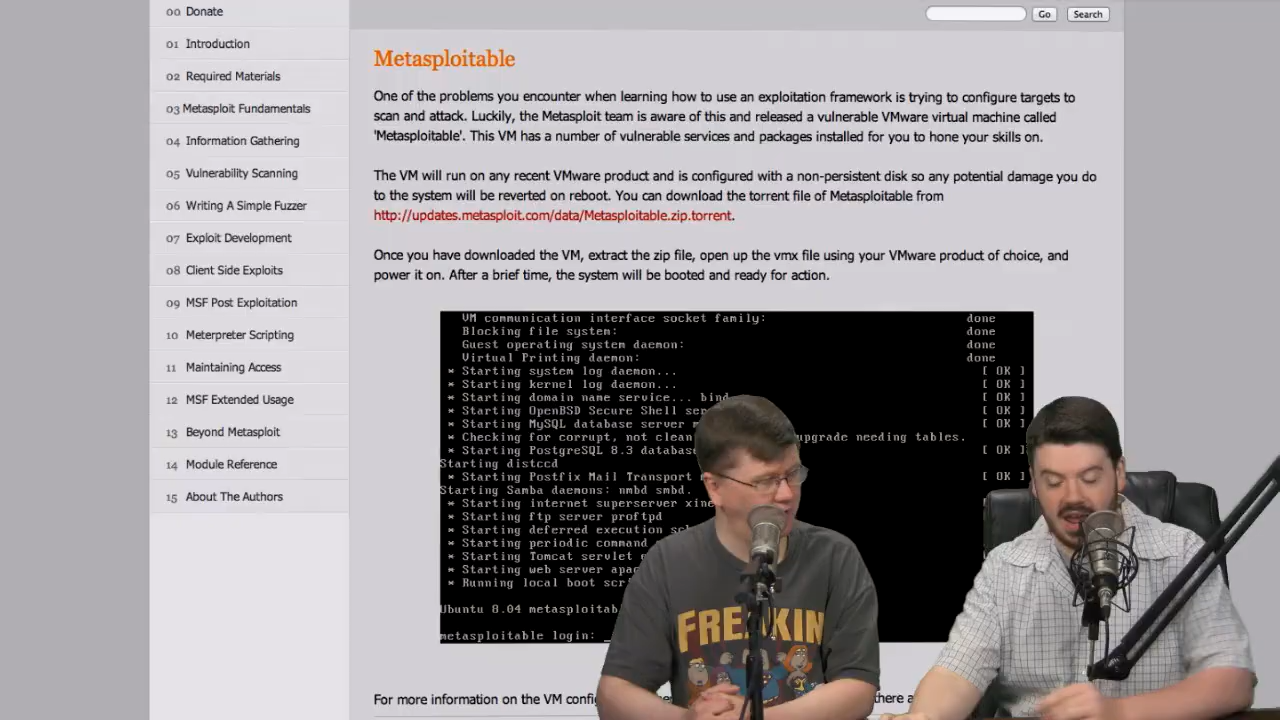 00 Donate
01 Introduction
02 Required Materials
03 Metasploit Fundamentals
04 Information Gathering
05 Vulnerability Scanning
06 Writing A Simple Fuzzer
07 Exploit Development
08 Client Side Exploits
09 MSF Post Exploitation
10 Meterpreter Scripting
11 Maintaining Access
12 MSF Extended Usage
13 Beyond Metasploit
14 Module Reference
15 About The Authors
Go Search
Metasploitable
One of the problems you encounter when learning how to use an exploitation framework is trying to configure targets to
scan and attack. Luckily, the Metasploit team is aware of this and released a vulnerable VMware virtual machine called
'Metasploitable'. This VM has a number of vulnerable services and packages installed for you to hone your skills on.
The VM will run on any recent VMware product and is configured with a non-persistent disk so any potential damage you do
to the system will be reverted on reboot. You can download the torrent file of Metasploitable from
http://updates.metasploit.com/data/Metasploitable.zip.torrent.
Once you have downloaded the VM, extract the zip file, open up the vmx file using your VMware product of choice, and
power it on. After a brief time, the system will be booted and ready for action.
VM communication interface socket family: done
Blocking file system: done
Guest operating system daemon: done
Virtual Printing daemon: done
* Starting system log daemon... [ OK ]
* Starting kernel log daemon... [ OK ]
* Starting domain name service... bind [ OK ]
* Starting OpenBSD Secure Shell [ OK ]
* Starting MySQL database server [ OK ]
* Checking for corrupt, not upgrade needing tables.
* Starting PostgreSQL 8.3 [ OK ]
Starting distccd
* Starting Postfix Mail Transport [ OK ]
Starting Samba daemons: nmbd smbd.
* Starting internet superserver
* Starting ftp server proftpd
* Starting deferred execution
* Starting periodic command
* Starting Tomcat servlet
* Starting web server
* Running local boot
Ubuntu 8.04
metasploitable login: _
For more information on the VM there
FREAKIN